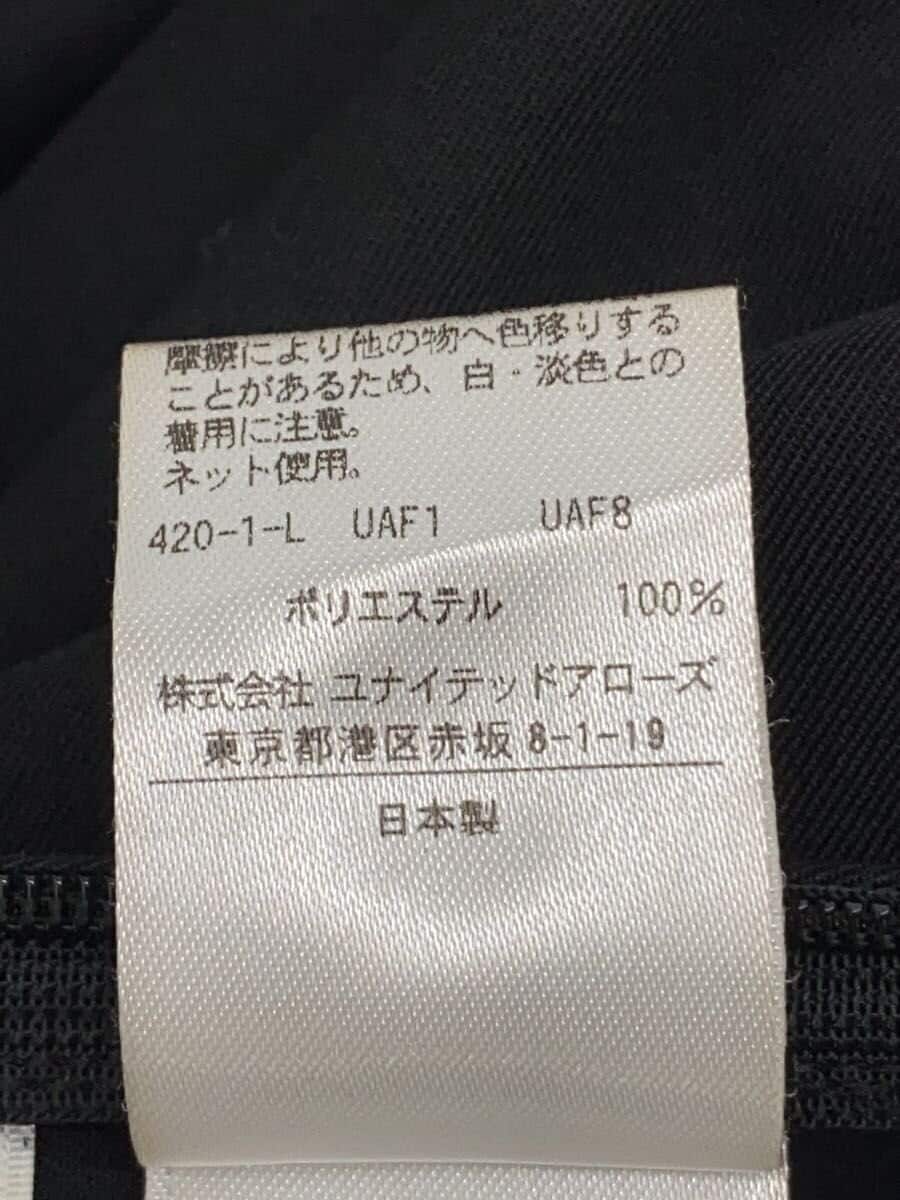 摩擦により他の物へ色移りする
ことがあるため、白・淡色との
着用に注意。
ネット使用。
420-1-L UAF1 UAF8
ポリエステル 100%
株式会社 ユナイテッドアローズ
東京都港区赤坂 8-1-19
日本製